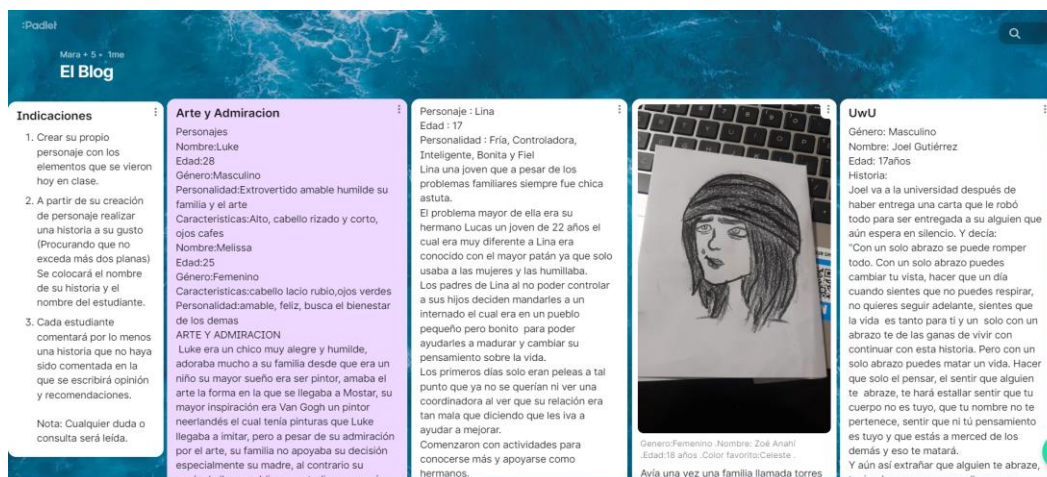 :Padlet
Mara + 5 • 1me
El Blog
Indicaciones
1. Crear su propio
personaje con los
elementos que se vieron
hoy en clase.
2. A partir de su creación
de personaje realizar
una historia a su gusto
(Procurando que no
exceda más dos planas)
Se colocará el nombre
de su historia y el
nombre del estudiante.
3. Cada estudiante
comentará por lo menos
una historia que no haya
sido comentada en la
que se escribirá opinión
y recomendaciones.
Nota: Cualquier duda o
consulta será leída.
Arte y Admiracion
Personajes
Nombre:Luke
Edad:28
Género:Masculino
Personalidad:Extrovertido amable humilde su
familia y el arte
Caracteristicas:Alto, cabello rizado y corto,
ojos cafes
Nombre:Melissa
Edad:25
Género:Femenino
Caracteristicas:cabello lacio rubio,ojos verdes
Personalidad:amable, feliz, busca el bienestar
de los demas
ARTE Y ADMIRACION
Luke era un chico muy alegre y humilde,
adoraba mucho a su familia desde que era un
niño su mayor sueño era ser pintor, amaba el
arte la forma en la que se llegaba a Mostar, su
mayor inspiración era Van Gogh un pintor
neerlandés el cual tenía pinturas que Luke
llegaba a imitar, pero a pesar de su admiración
por el arte, su familia no apoyaba su decisión
especialmente su madre, al contrario su
Personaje : Lina
Edad : 17
Personalidad : Fría, Controladora,
Inteligente, Bonita y Fiel
Lina una joven que a pesar de los
problemas familiares siempre fue chica
astuta.
El problema mayor de ella era su
hermano Lucas un joven de 22 años el
cual era muy diferente a Lina era
conocido con el mayor patán ya que solo
usaba a las mujeres y las humillaba.
Los padres de Lina al no poder controlar
a sus hijos deciden mandarles a un
internado el cual era en un pueblo
pequeño pero bonito para poder
ayudarles a madurar y cambiar su
pensamiento sobre la vida.
Los primeros días solo eran peleas a tal
punto que ya no se querían ni ver una
coordinadora al ver que su relación era
tan mala que diciendo que les iva a
ayudar a mejorar.
Comenzaron con actividades para
conocerse más y apoyarse como
hermanos.
Genero:Femenino .Nombre: Zoé Anahí
.Edad:18 años .Color favorito:Celeste .
Avía una vez una familia llamada torres
UwU
Género: Masculino
Nombre: Joel Gutiérrez
Edad: 17años
Historia:
Joel va a la universidad después de
haber entrega una carta que le robó
todo para ser entregada a su alguien que
aún espera en silencio. Y decía:
"Con un solo abrazo se puede romper
todo. Con un solo abrazo puedes
cambiar tu vista, hacer que un día
cuando sientes que no puedes respirar,
no quieres seguir adelante, sientes que
la vida es tanto para ti y un solo con un
abrazo te de las ganas de vivir con
continuar con esta historia. Pero con un
solo abrazo puedes matar un vida. Hacer
que solo el pensar, el sentir que alguien
te abraza, te hará estallar sentir que tu
cuerpo no es tuyo, que tu nombre no te
pertenece, sentir que ni tú pensamiento
es tuyo y que estás a merced de los
demás y eso te matará.
Y aún así extrañar que alguien te abraze,